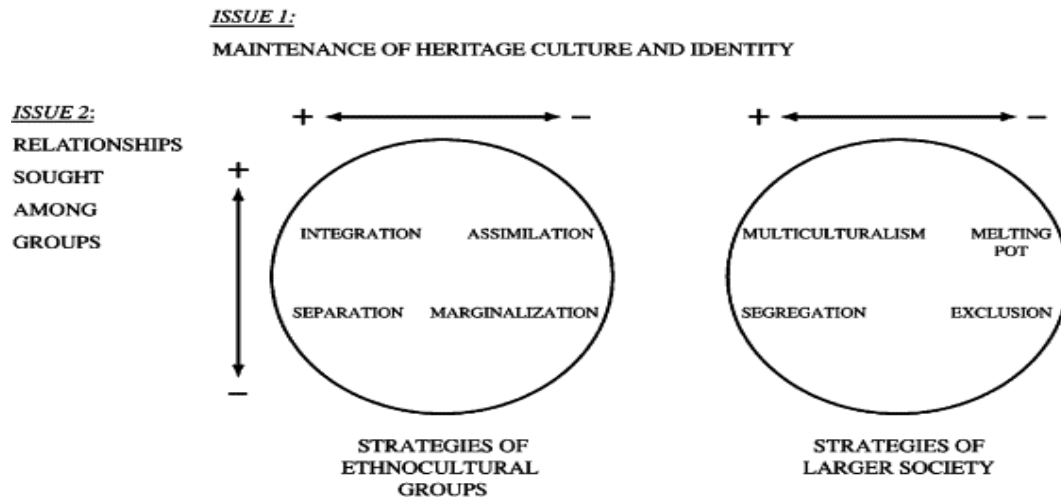 ISSUE 1:
MAINTENANCE OF HERITAGE CULTURE AND IDENTITY
ISSUE 2:
RELATIONSHIPS
SOUGHT
AMONG
GROUPS
+ −
+ −
+
−
INTEGRATION ASSIMILATION
SEPARATION MARGINALIZATION
MULTICULTURALISM MELTING
POT
SEGREGATION EXCLUSION
STRATEGIES OF
ETHNOCULTURAL
GROUPS
STRATEGIES OF
LARGER SOCIETY